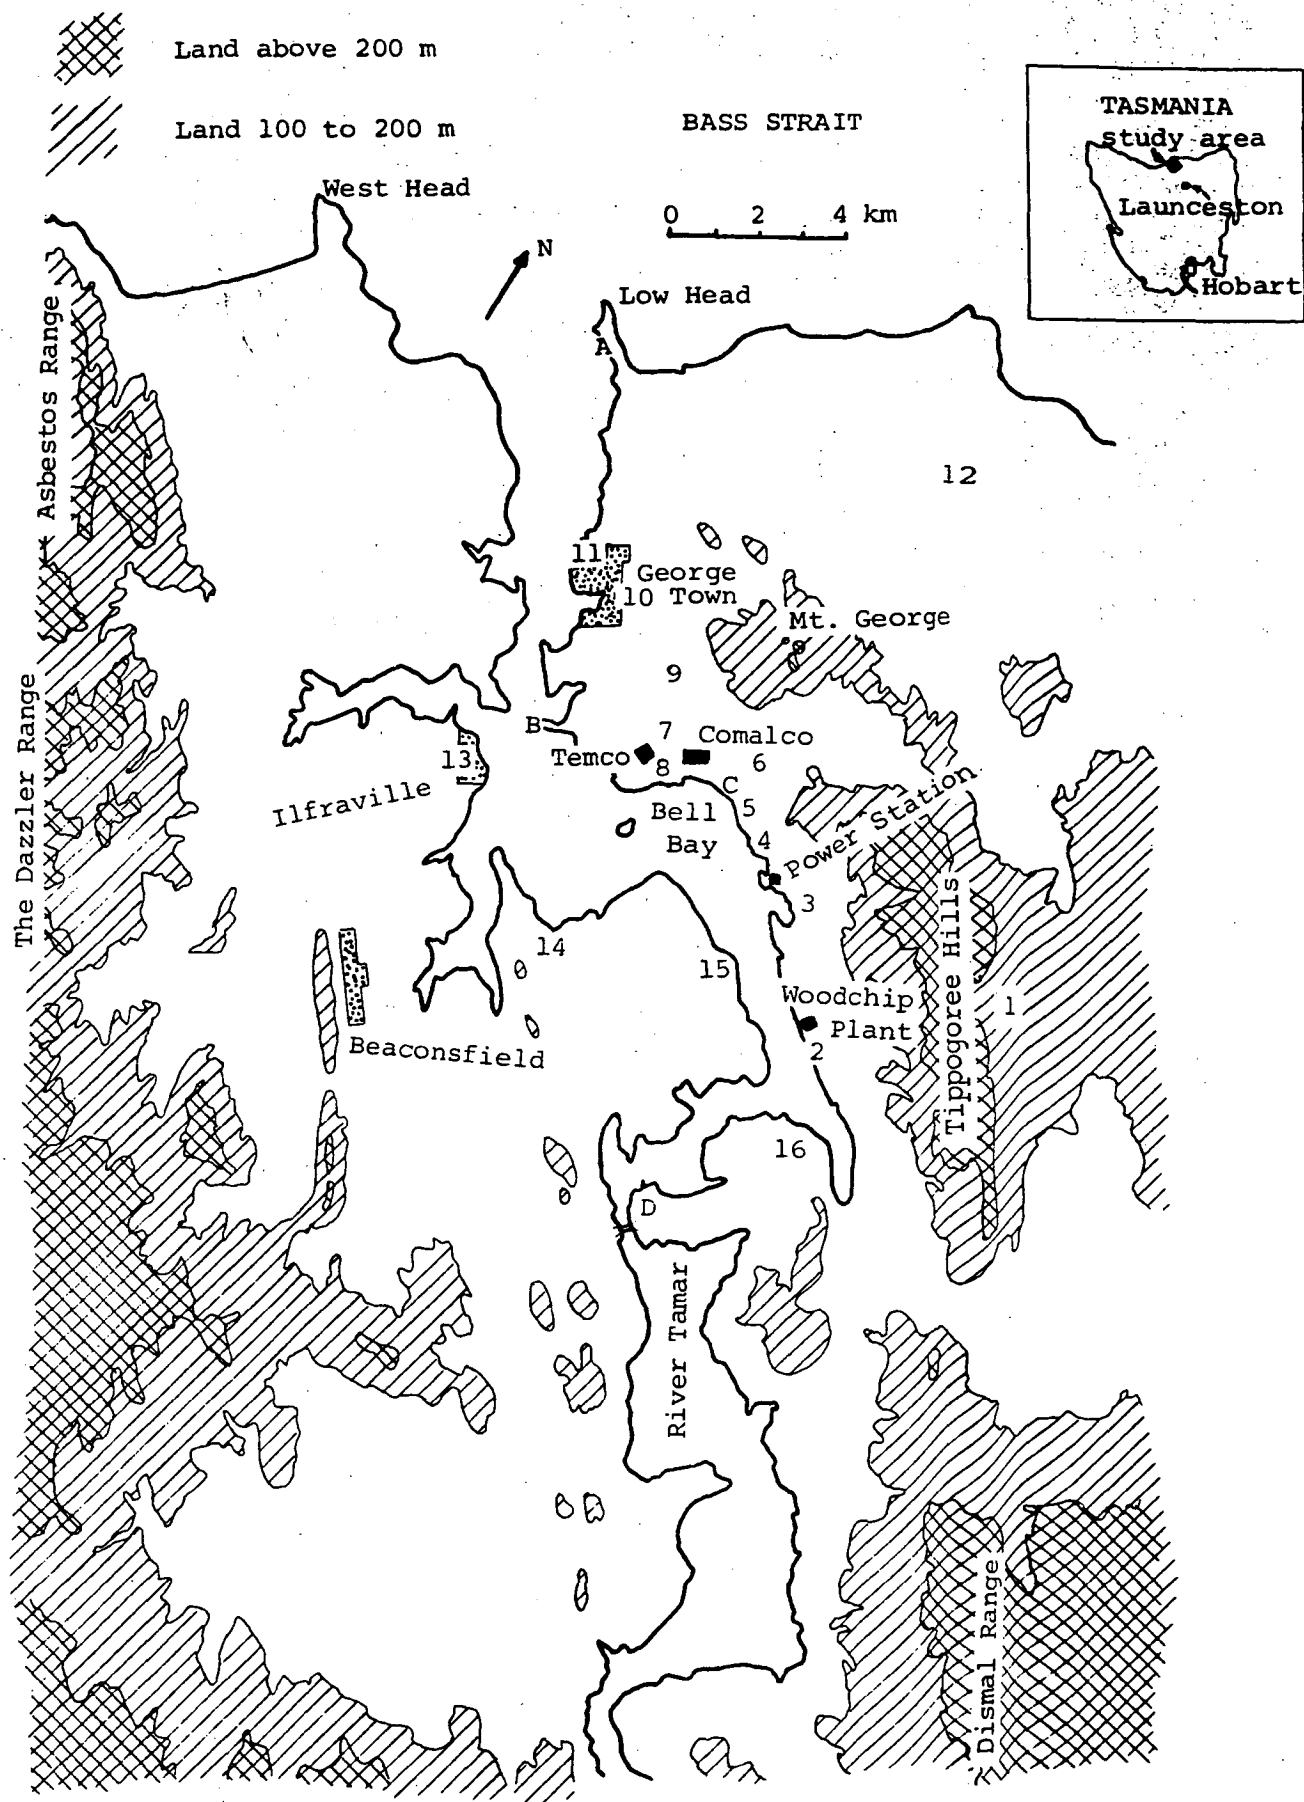 Land above 200 m
Land 100 to 200 m
BASS STRAIT
TASMANIA
study area
Launceston
Hobart
West Head
0 2 4 km
N
Low Head
A
Asbestos Range
12
11
George
10 Town
Mt. George
9
The Dazzler Range
B
7
Comalco
Temco
8
6
13
C
Ilfraville
Bell
Bay
5
4
Power Station
3
14
15
Tippogoree Hills
1
Woodchip
Plant
2
Beaconsfield
16
D
River Tamar
Dismal Range